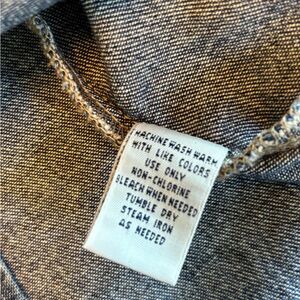 MACHINE WASH WARM
WITH LIKE COLORS
USE ONLY
NON-CHLORINE
BLEACH WHEN NEEDED
TUMBLE DRY
STEAM IRON
AS NEEDED